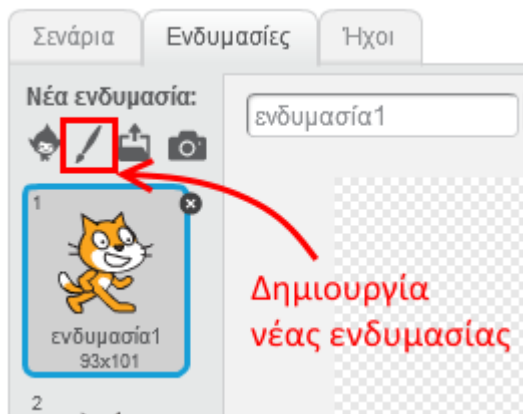 Σενάρια Ενδυμασίες Ήχοι
Νέα ενδυμασία:
ενδυμασία1
1
ενδυμασία1
93x101
Δημιουργία
νέας ενδυμασίας
2